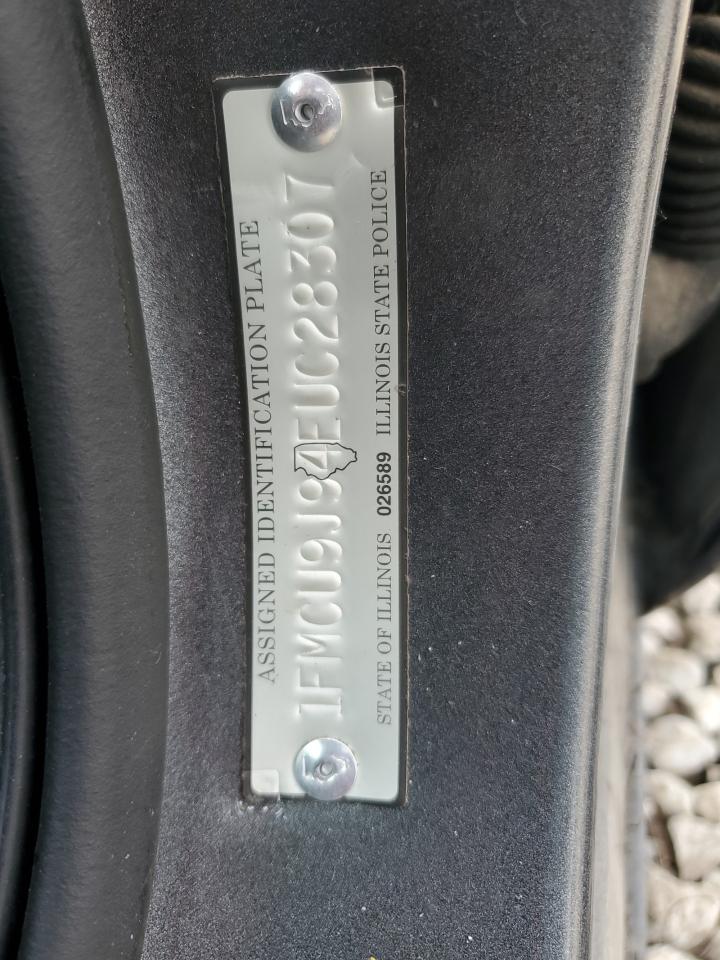 ASSIGNED IDENTIFICATION PLATE
1FMCU9J94EUC28307
STATE OF ILLINOIS 026589 ILLINOIS STATE POLICE